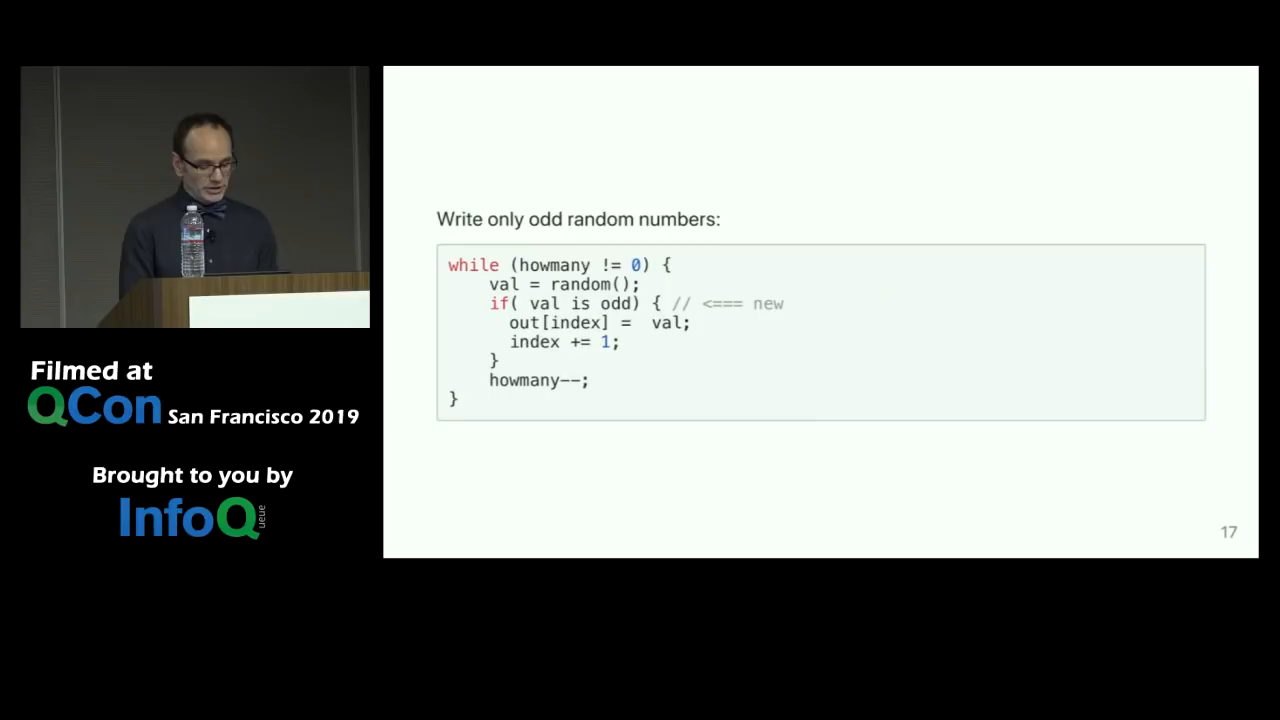 Filmed at
QCon San Francisco 2019
Brought to you by
InfoQ ueue
Write only odd random numbers:
while (howmany != 0) {
    val = random();
    if( val is odd) { // <=== new
      out[index] =  val;
      index += 1;
    }
    howmany--;
}
17